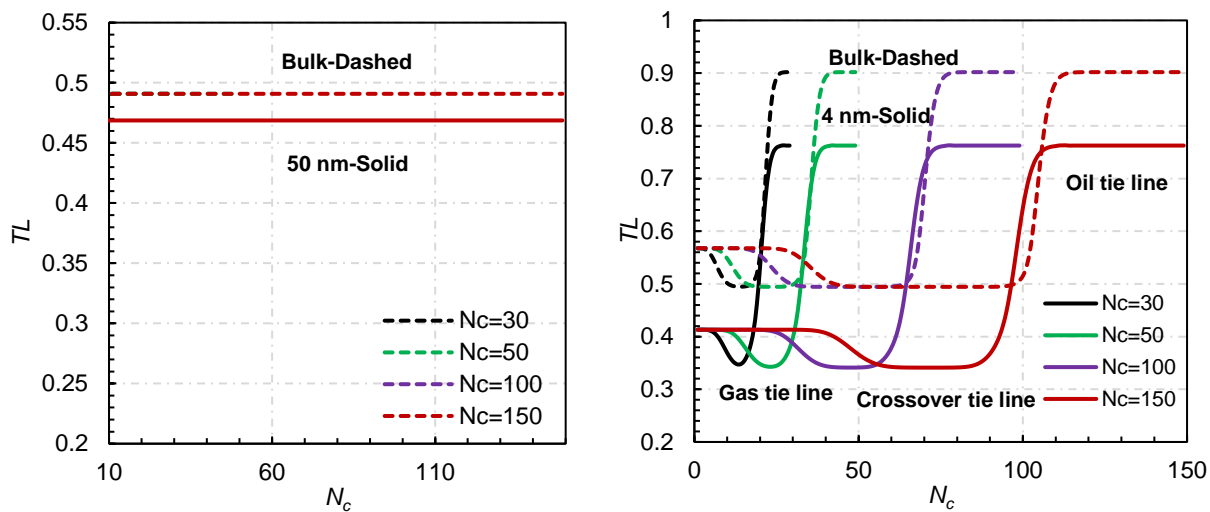 0.55
0.5
0.45
0.4
0.35
0.3
0.25
0.2
TL
10
60
110
N_c
Bulk-Dashed
50 nm-Solid
Nc=30
Nc=50
Nc=100
Nc=150
1
0.9
0.8
0.7
0.6
0.5
0.4
0.3
0.2
TL
0
50
100
150
N_c
Bulk-Dashed
4 nm-Solid
Oil tie line
Gas tie line
Crossover tie line
Nc=30
Nc=50
Nc=100
Nc=150